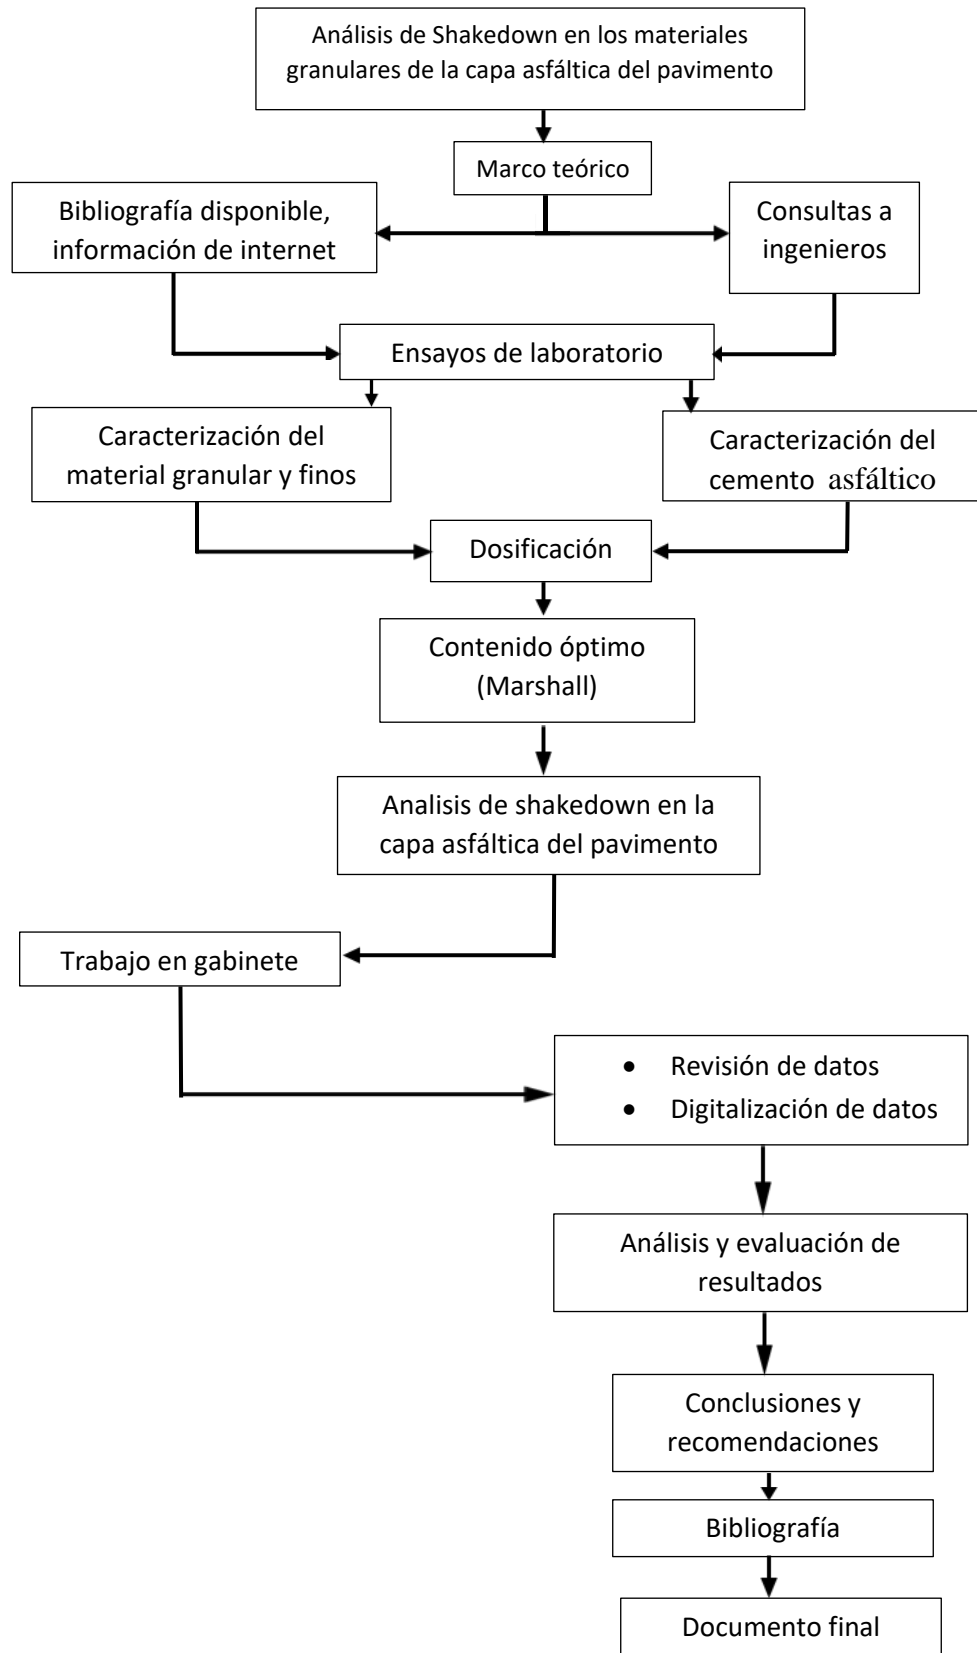 Análisis de Shakedown en los materiales
granulares de la capa asfáltica del pavimento
Marco teórico
Bibliografía disponible,
información de internet
Consultas a
ingenieros
Ensayos de laboratorio
Caracterización del
material granular y finos
Caracterización del
cemento asfáltico
Dosificación
Contenido óptimo
(Marshall)
Analisis de shakedown en la
capa asfáltica del pavimento
Trabajo en gabinete
• Revisión de datos
• Digitalización de datos
Análisis y evaluación de
resultados
Conclusiones y
recomendaciones
Bibliografía
Documento final